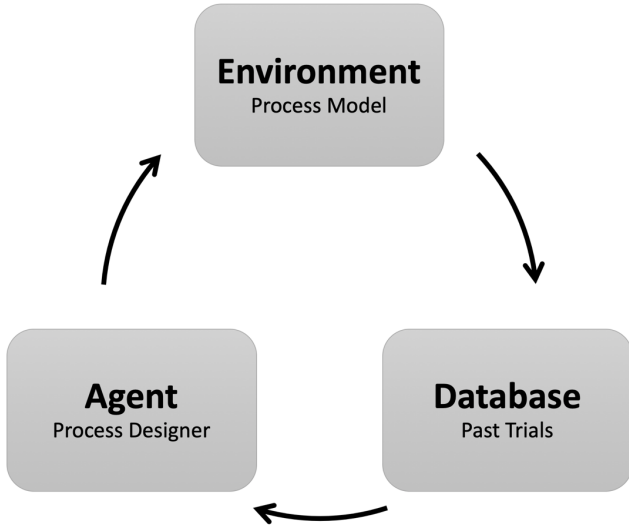 Environment
Process Model
Agent
Process Designer
Database
Past Trials